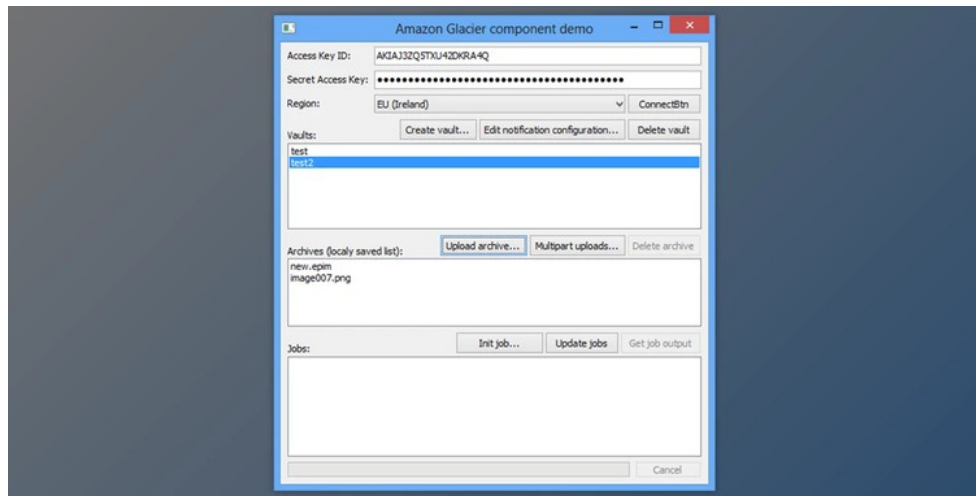 Amazon Glacier component demo
Access Key ID: AKIAJ3ZQ5TXU42DKRA4Q
Secret Access Key: ●●●●●●●●●●●●●●●●●●●●●●●●●●●●●●●●●●●●●●●●
Region: EU (Ireland) ConnectBtn
Vaults: Create vault... Edit notification configuration... Delete vault
test
test2
Archives (localy saved list): Upload archive... Multipart uploads... Delete archive
new.epim
image007.png
Jobs: Init job... Update jobs Get job output
Cancel